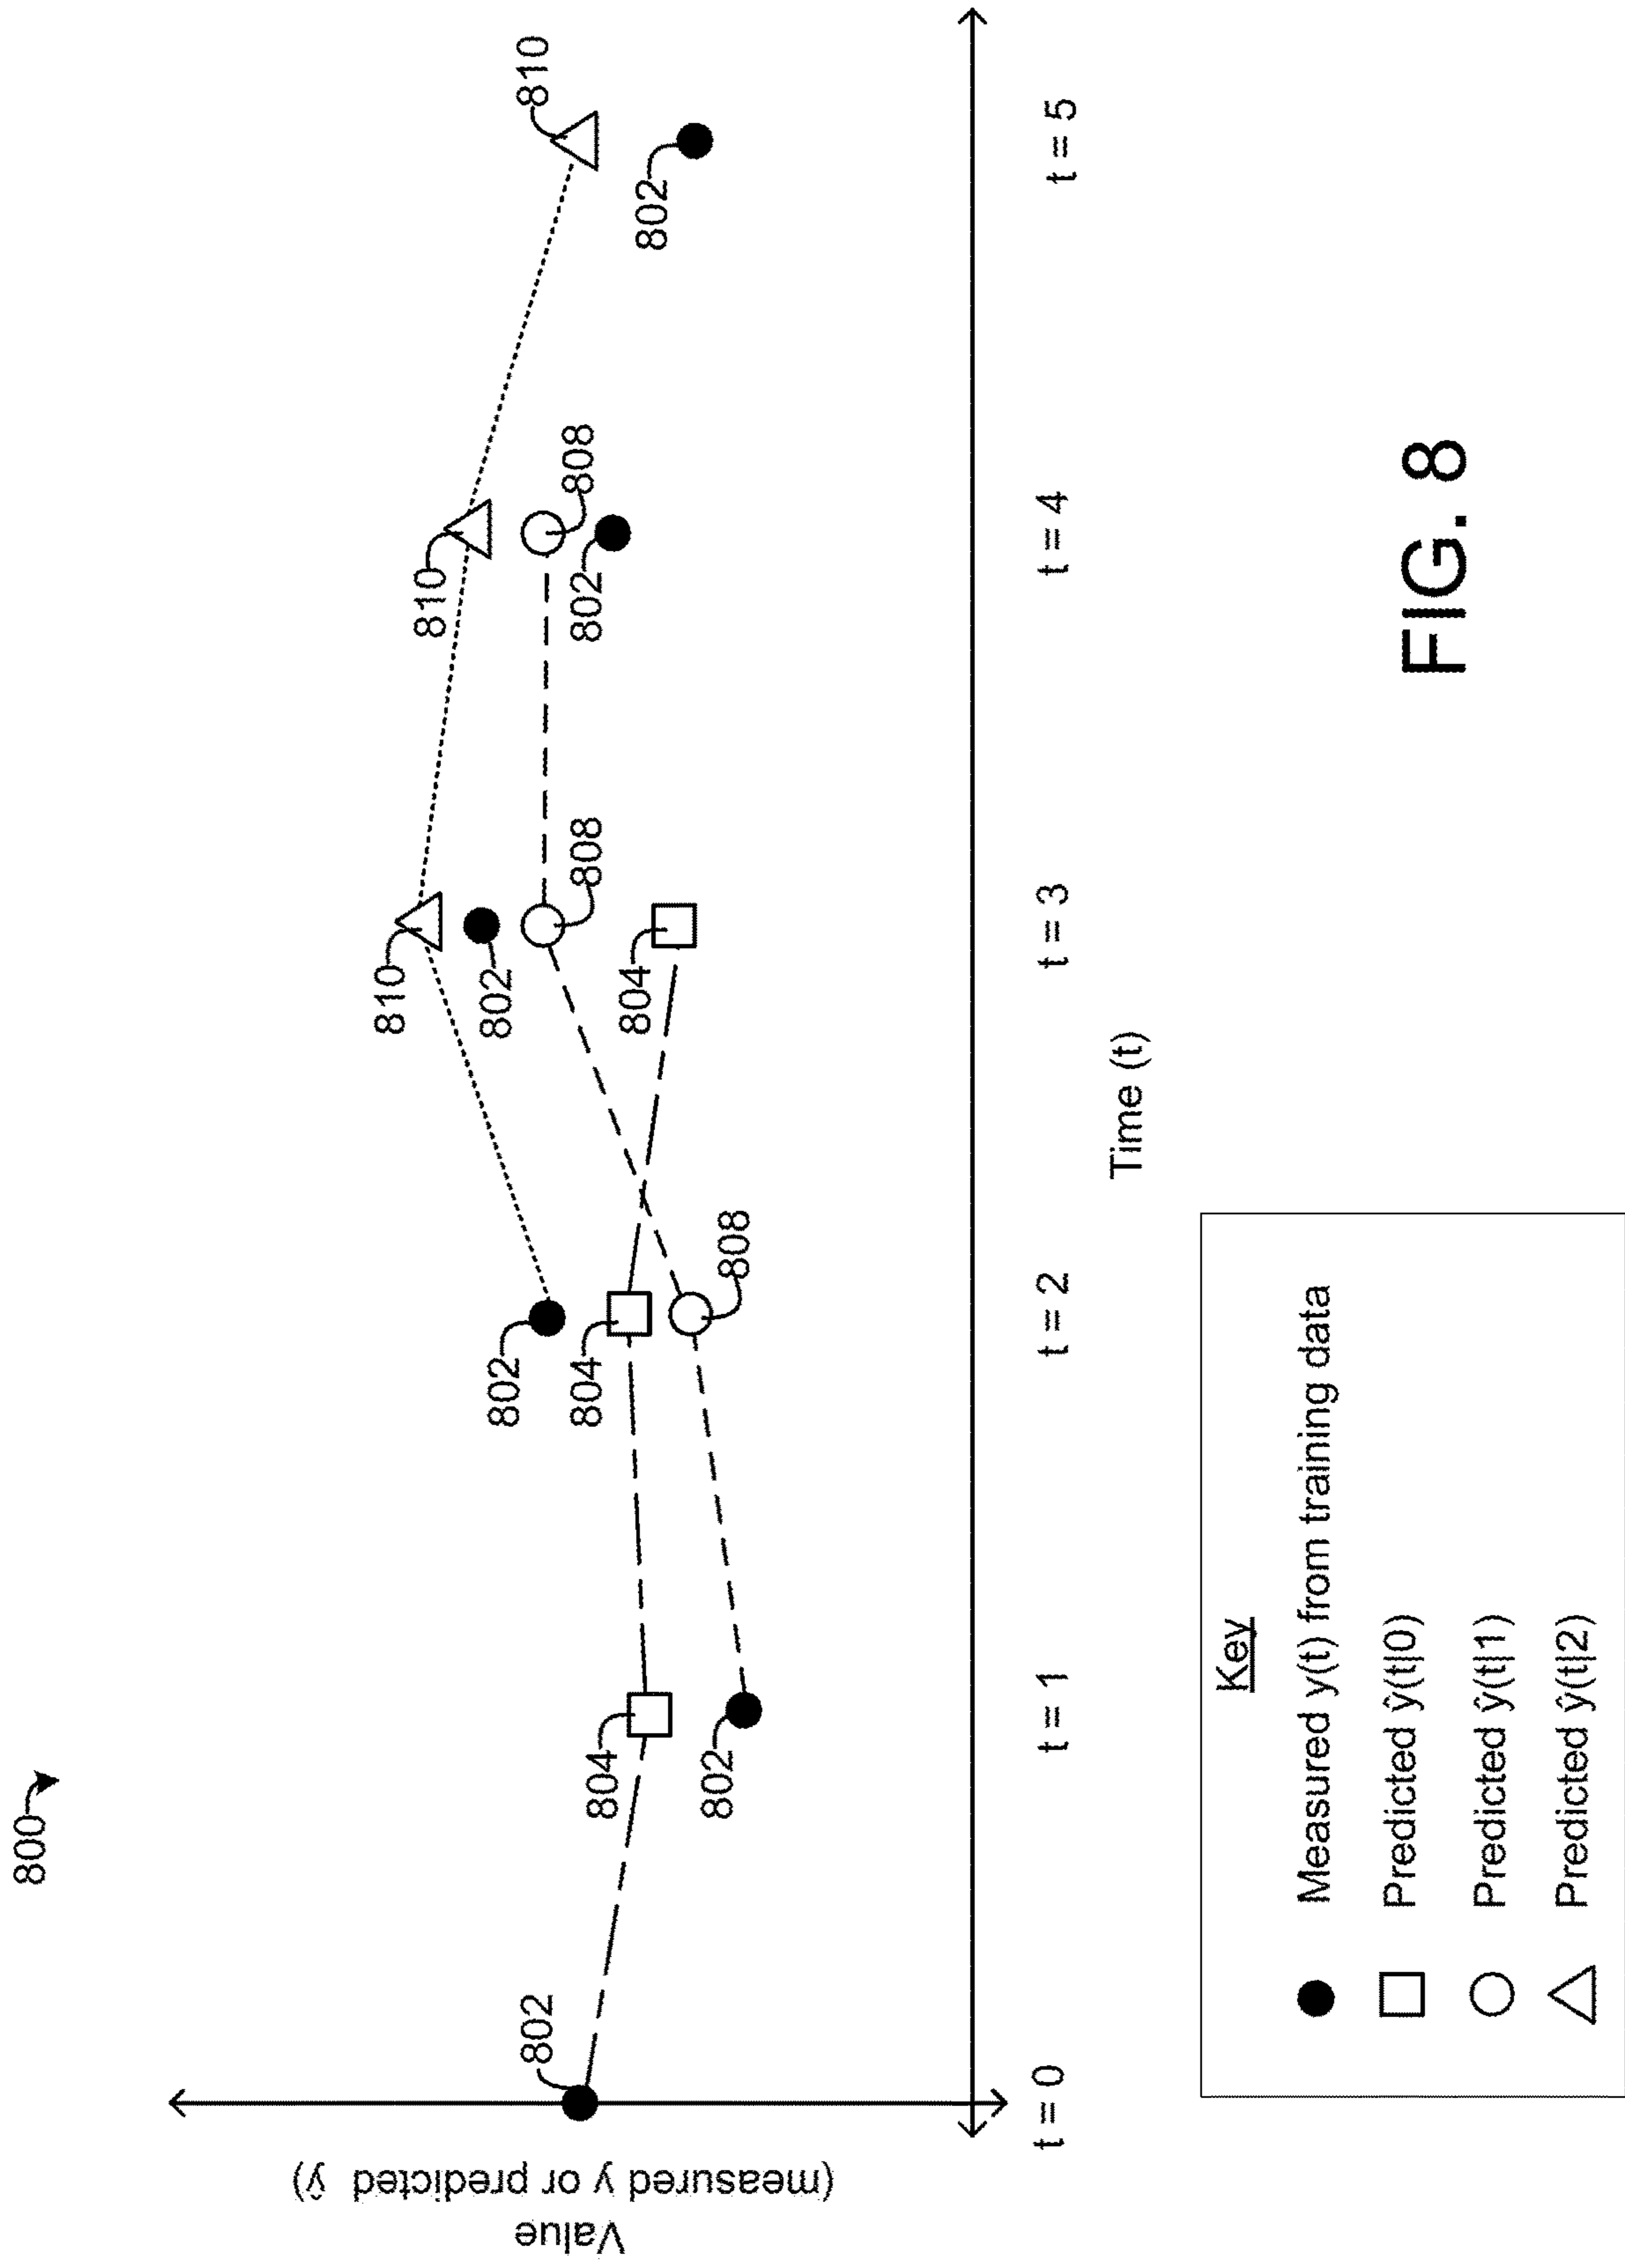 800
Value
(measured y or predicted ŷ)
802
804
802
802
804
808
810
802
808
804
810
808
802
810
802
t = 0
t = 1
t = 2
t = 3
t = 4
t = 5
Time (t)
Key
Measured y(t) from training data
Predicted ŷ(t|0)
Predicted ŷ(t|1)
Predicted ŷ(t|2)
FIG. 8